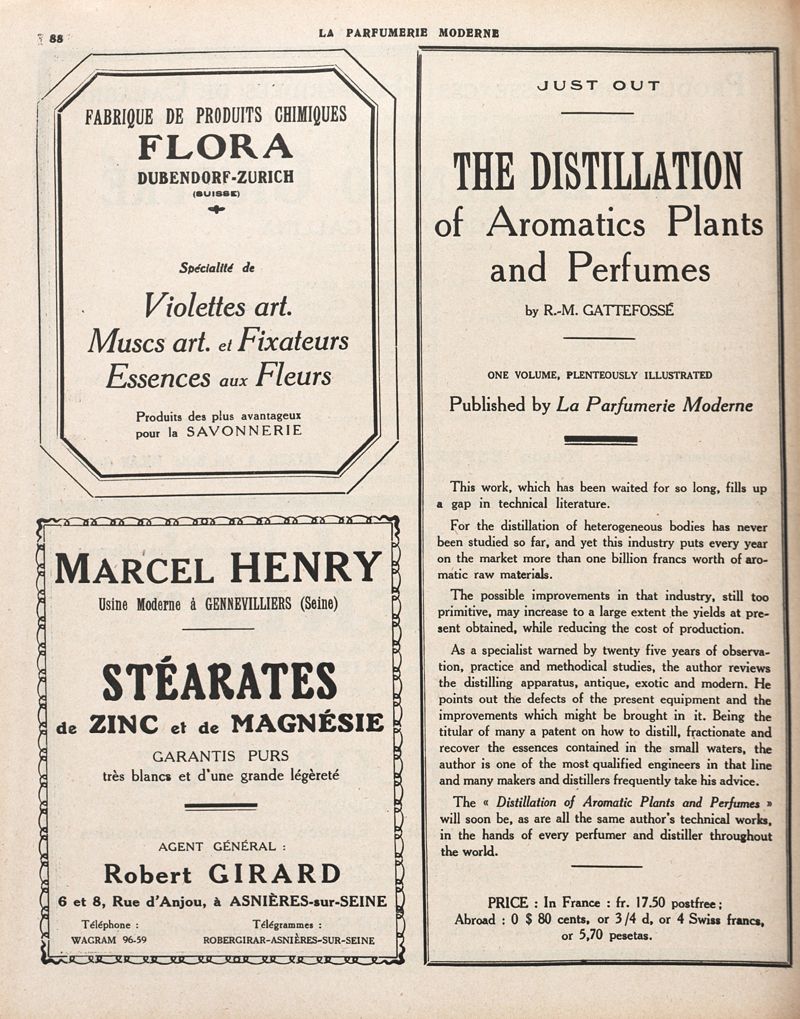 88
LA PARFUMERIE MODERNE
FABRIQUE DE PRODUITS CHIMIQUES
FLORA
DUBENDORF-ZURICH
(SUISSE)
Spécialité de
Violettes art.
Muscs art. et Fixateurs
Essences aux Fleurs
Produits des plus avantageux
pour la SAVONNERIE
MARCEL HENRY
Usine Moderne à GENNEVILLIERS (Seine)
STÉARATES
de ZINC et de MAGNÉSIE
GARANTIS PURS
très blancs et d'une grande légèreté
AGENT GÉNÉRAL :
Robert GIRARD
6 et 8, Rue d'Anjou, à ASNIÈRES-sur-SEINE
Téléphone :
WAGRAM 96-59
Télégrammes :
ROBERGIRAR-ASNIÈRES-SUR-SEINE
JUST OUT
THE DISTILLATION
of Aromatics Plants
and Perfumes
by R.-M. GATTEFOSSÉ
ONE VOLUME, PLENTEOUSLY ILLUSTRATED
Published by La Parfumerie Moderne
This work, which has been waited for so long, fills up
a gap in technical literature.
For the distillation of heterogeneous bodies has never
been studied so far, and yet this industry puts every year
on the market more than one billion francs worth of aro-
matic raw materials.
The possible improvements in that industry, still too
primitive, may increase to a large extent the yields at pre-
sent obtained, while reducing the cost of production.
As a specialist warned by twenty five years of observa-
tion, practice and methodical studies, the author reviews
the distilling apparatus, antique, exotic and modern. He
points out the defects of the present equipment and the
improvements which might be brought in it. Being the
titular of many a patent on how to distill, fractionate and
recover the essences contained in the small waters, the
author is one of the most qualified engineers in that line
and many makers and distillers frequently take his advice.
The « Distillation of Aromatic Plants and Perfumes »
will soon be, as are all the same author's technical works,
in the hands of every perfumer and distiller throughout
the world.
PRICE : In France : fr. 17.50 postfree ;
Abroad : 0 $ 80 cents, or 3/4 d, or 4 Swiss francs,
or 5,70 pesetas.